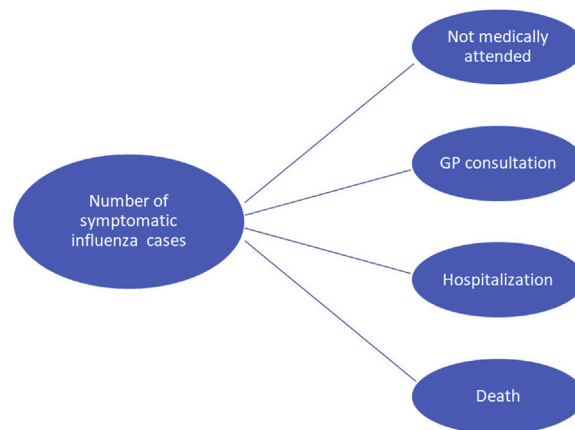 Not medically
attended
GP consultation
Number of
symptomatic
influenza cases
Hospitalization
Death